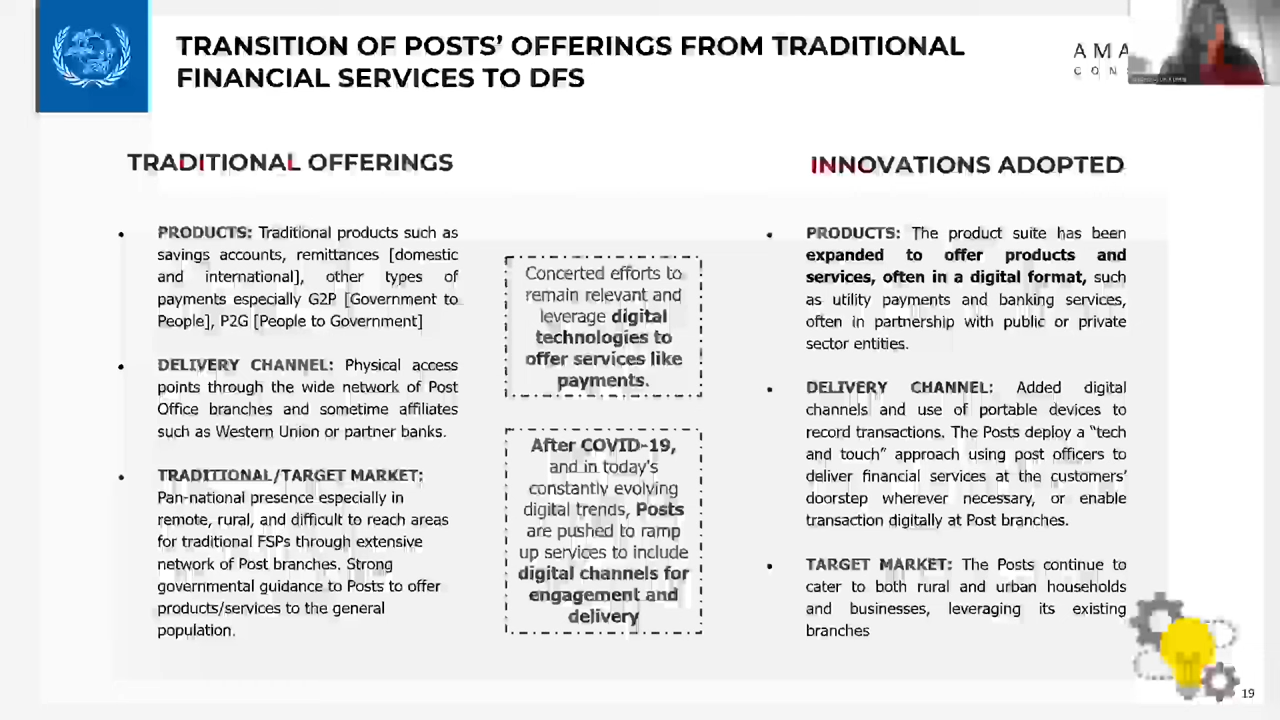 TRANSITION OF POSTS' OFFERINGS FROM TRADITIONAL
FINANCIAL SERVICES TO DFS
AMA
CON
TRADITIONAL OFFERINGS
• PRODUCTS: Traditional products such as
savings accounts, remittances [domestic
and international], other types of
payments especially G2P [Government to
People], P2G [People to Government]
• DELIVERY CHANNEL: Physical access
points through the wide network of Post
Office branches and sometime affiliates
such as Western Union or partner banks.
• TRADITIONAL/TARGET MARKET:
Pan-national presence especially in
remote, rural, and difficult to reach areas
for traditional FSPs through extensive
network of Post branches. Strong
governmental guidance to Posts to offer
products/services to the general
population.
Concerted efforts to
remain relevant and
leverage digital
technologies to
offer services like
payments.
After COVID-19,
and in today's
constantly evolving
digital trends, Posts
are pushed to ramp
up services to include
digital channels for
engagement and
delivery
INNOVATIONS ADOPTED
• PRODUCTS: The product suite has been
expanded to offer products and
services, often in a digital format, such
as utility payments and banking services,
often in partnership with public or private
sector entities.
• DELIVERY CHANNEL: Added digital
channels and use of portable devices to
record transactions. The Posts deploy a "tech
and touch" approach using post officers to
deliver financial services at the customers'
doorstep wherever necessary, or enable
transaction digitally at Post branches.
• TARGET MARKET: The Posts continue to
cater to both rural and urban households
and businesses, leveraging its existing
branches
19